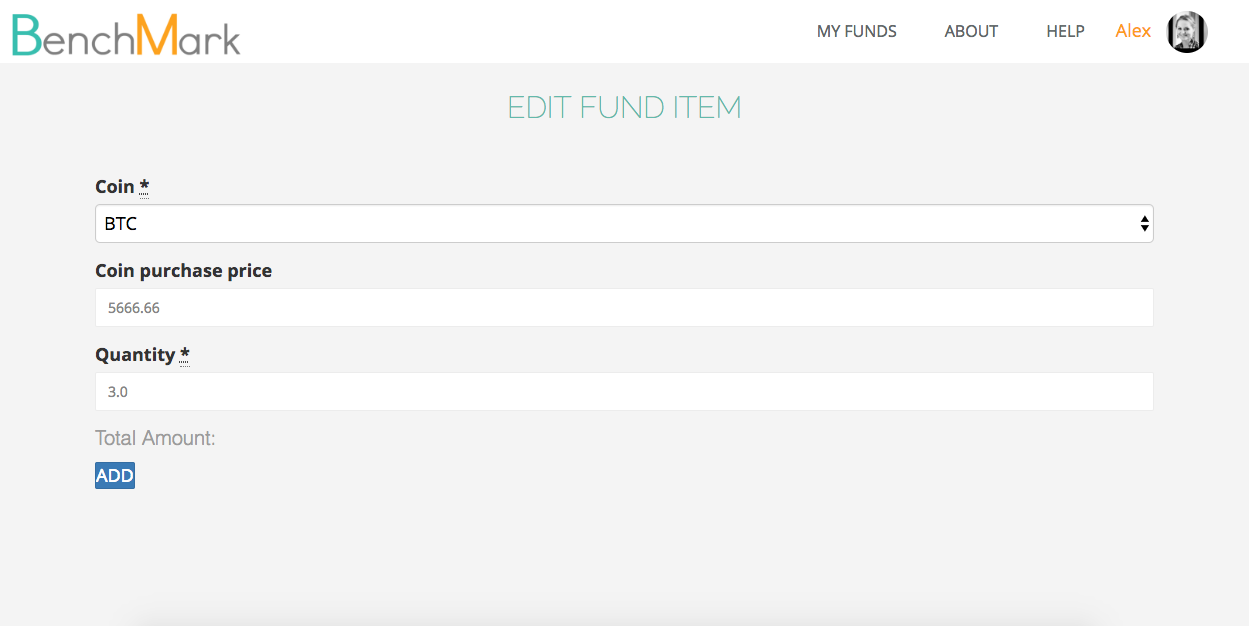 BenchMark
MY FUNDS ABOUT HELP Alex
EDIT FUND ITEM
Coin *
BTC
Coin purchase price
5666.66
Quantity *
3.0
Total Amount:
ADD